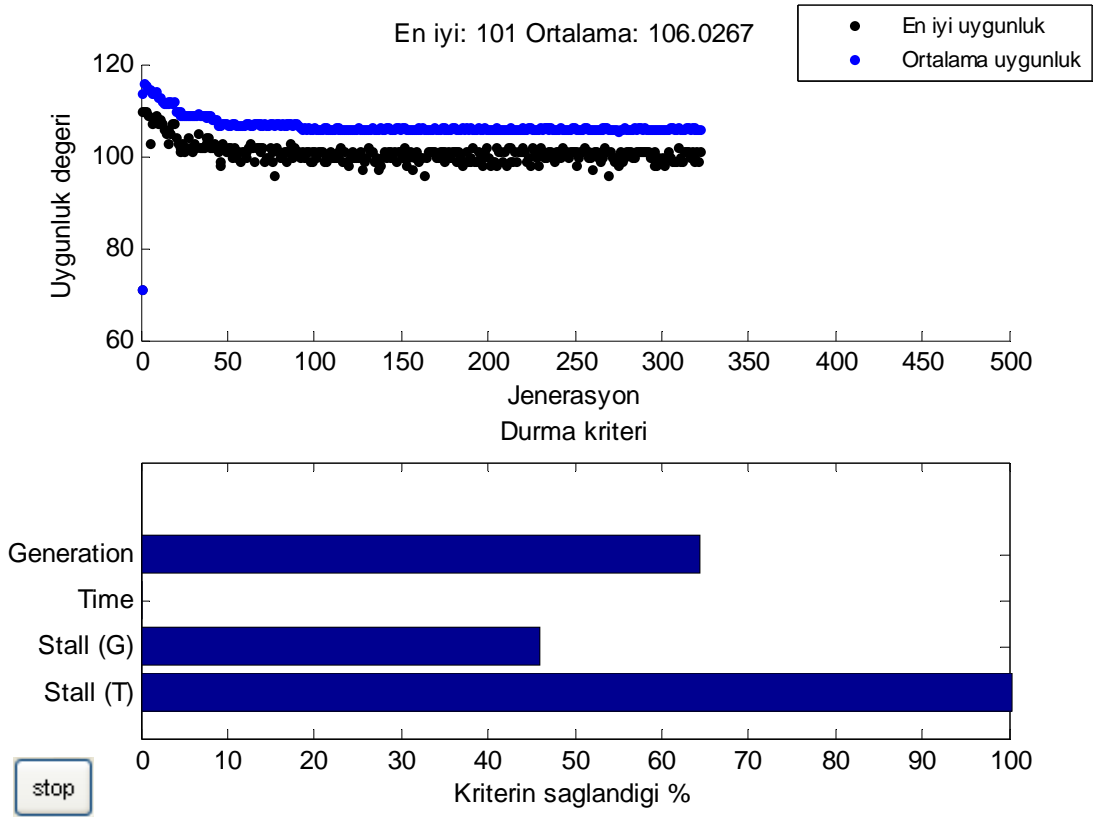 En iyi: 101 Ortalama: 106.0267
En iyi uygunluk
Ortalama uygunluk
120
100
80
60
Uygunluk degeri
0 50 100 150 200 250 300 350 400 450 500
Jenerasyon
Durma kriteri
Generation
Time
Stall (G)
Stall (T)
0 10 20 30 40 50 60 70 80 90 100
Kriterin saglandigi %
stop